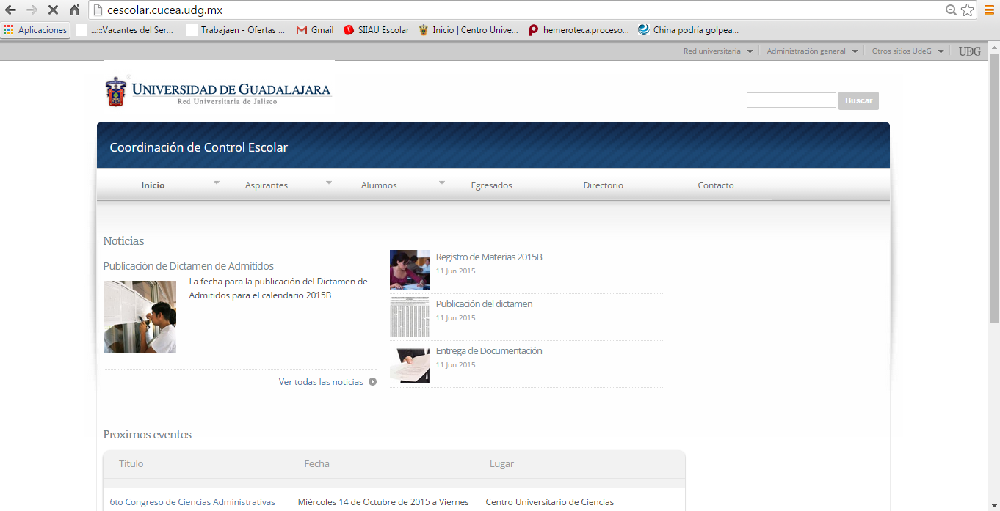 cescolar.cucea.udg.mx
Aplicaciones ...:::Vacantes del Ser... Trabajaen - Ofertas ... Gmail SIIAU Escolar Inicio | Centro Unive... hemeroteca.proceso... China podría golpea...
Red universitaria Administración general Otros sitios UdeG UDG
UNIVERSIDAD DE GUADALAJARA
Red Universitaria de Jalisco
Buscar
Coordinación de Control Escolar
Inicio Aspirantes Alumnos Egresados Directorio Contacto
Noticias
Publicación de Dictamen de Admitidos
La fecha para la publicación del Dictamen de
Admitidos para el calendario 2015B
Ver todas las noticias
Registro de Materias 2015B
11 Jun 2015
Publicación del dictamen
11 Jun 2015
Entrega de Documentación
11 Jun 2015
Proximos eventos
Titulo Fecha Lugar
6to Congreso de Ciencias Administrativas Miércoles 14 de Octubre de 2015 a Viernes Centro Universitario de Ciencias